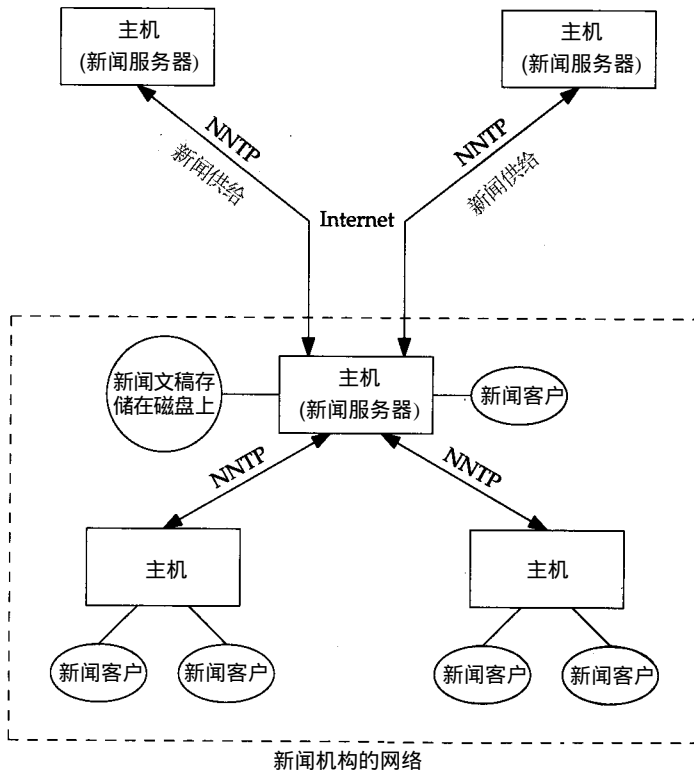 主机
(新闻服务器)
主机
(新闻服务器)
NNTP
新闻供给
NNTP
新闻供给
Internet
新闻文稿存
储在磁盘上
主机
(新闻服务器)
新闻客户
NNTP
NNTP
主机
主机
新闻客户
新闻客户
新闻客户
新闻客户
新闻机构的网络